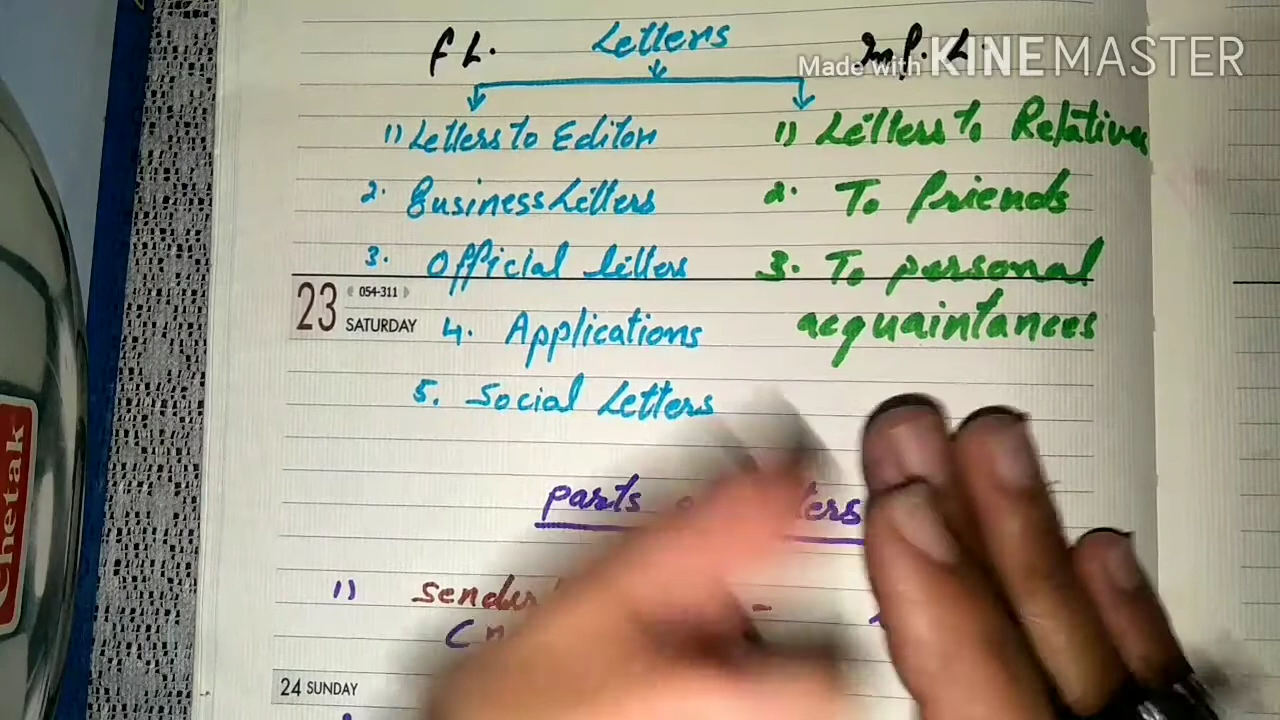 F L. Letters Inf. L.
Made with KINEMASTER
1) Letters to Editor
1) Letters to Relatives
2. Business Letters
2. To friends
3. Official letters
3. To personal
acquaintances
23 054-311
SATURDAY
4. Applications
5. Social Letters
parts
1) Sender
24 SUNDAY
Chetak